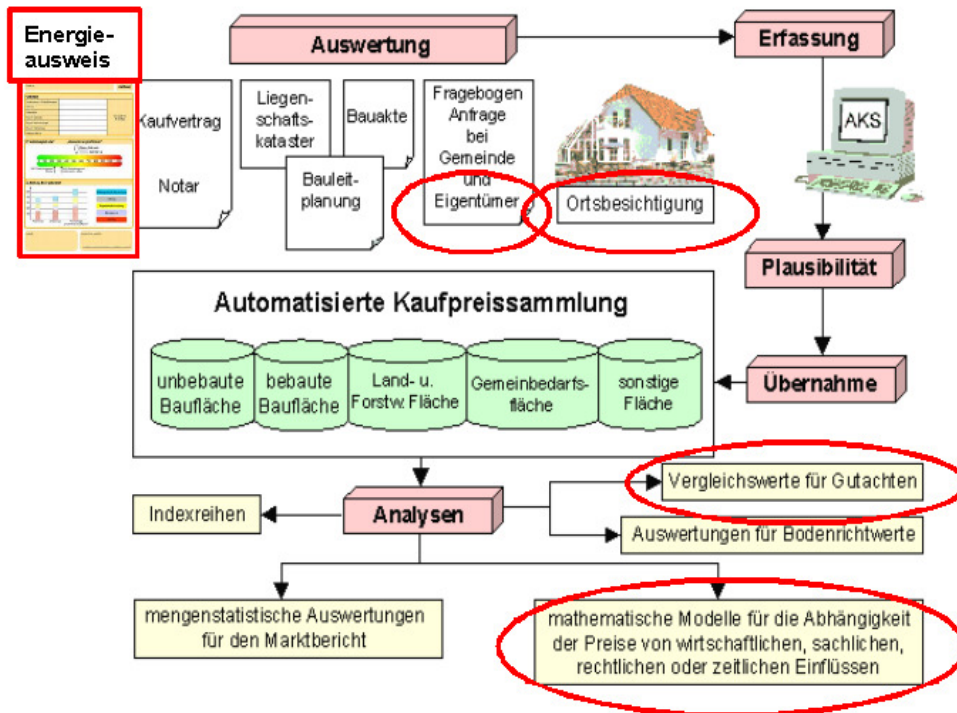 Energie-
ausweis
Auswertung
Erfassung
Kaufvertrag
Notar
Liegen-
schafts-
kataster
Bauleit-
planung
Bauakte
Fragebogen
Anfrage
bei
Gemeinde
und
Eigentümer
Ortsbesichtigung
AKS
Plausibilität
Automatisierte Kaufpreissammlung
unbebaute
Baufläche
bebaute
Baufläche
Land- u.
Forstw. Fläche
Gemeinbedarfs-
fläche
sonstige
Fläche
Übernahme
Vergleichswerte für Gutachten
Indexreihen
Analysen
Auswertungen für Bodenrichtwerte
mengenstatistische Auswertungen
für den Marktbericht
mathematische Modelle für die Abhängigkeit
der Preise von wirtschaftlichen, sachlichen,
rechtlichen oder zeitlichen Einflüssen